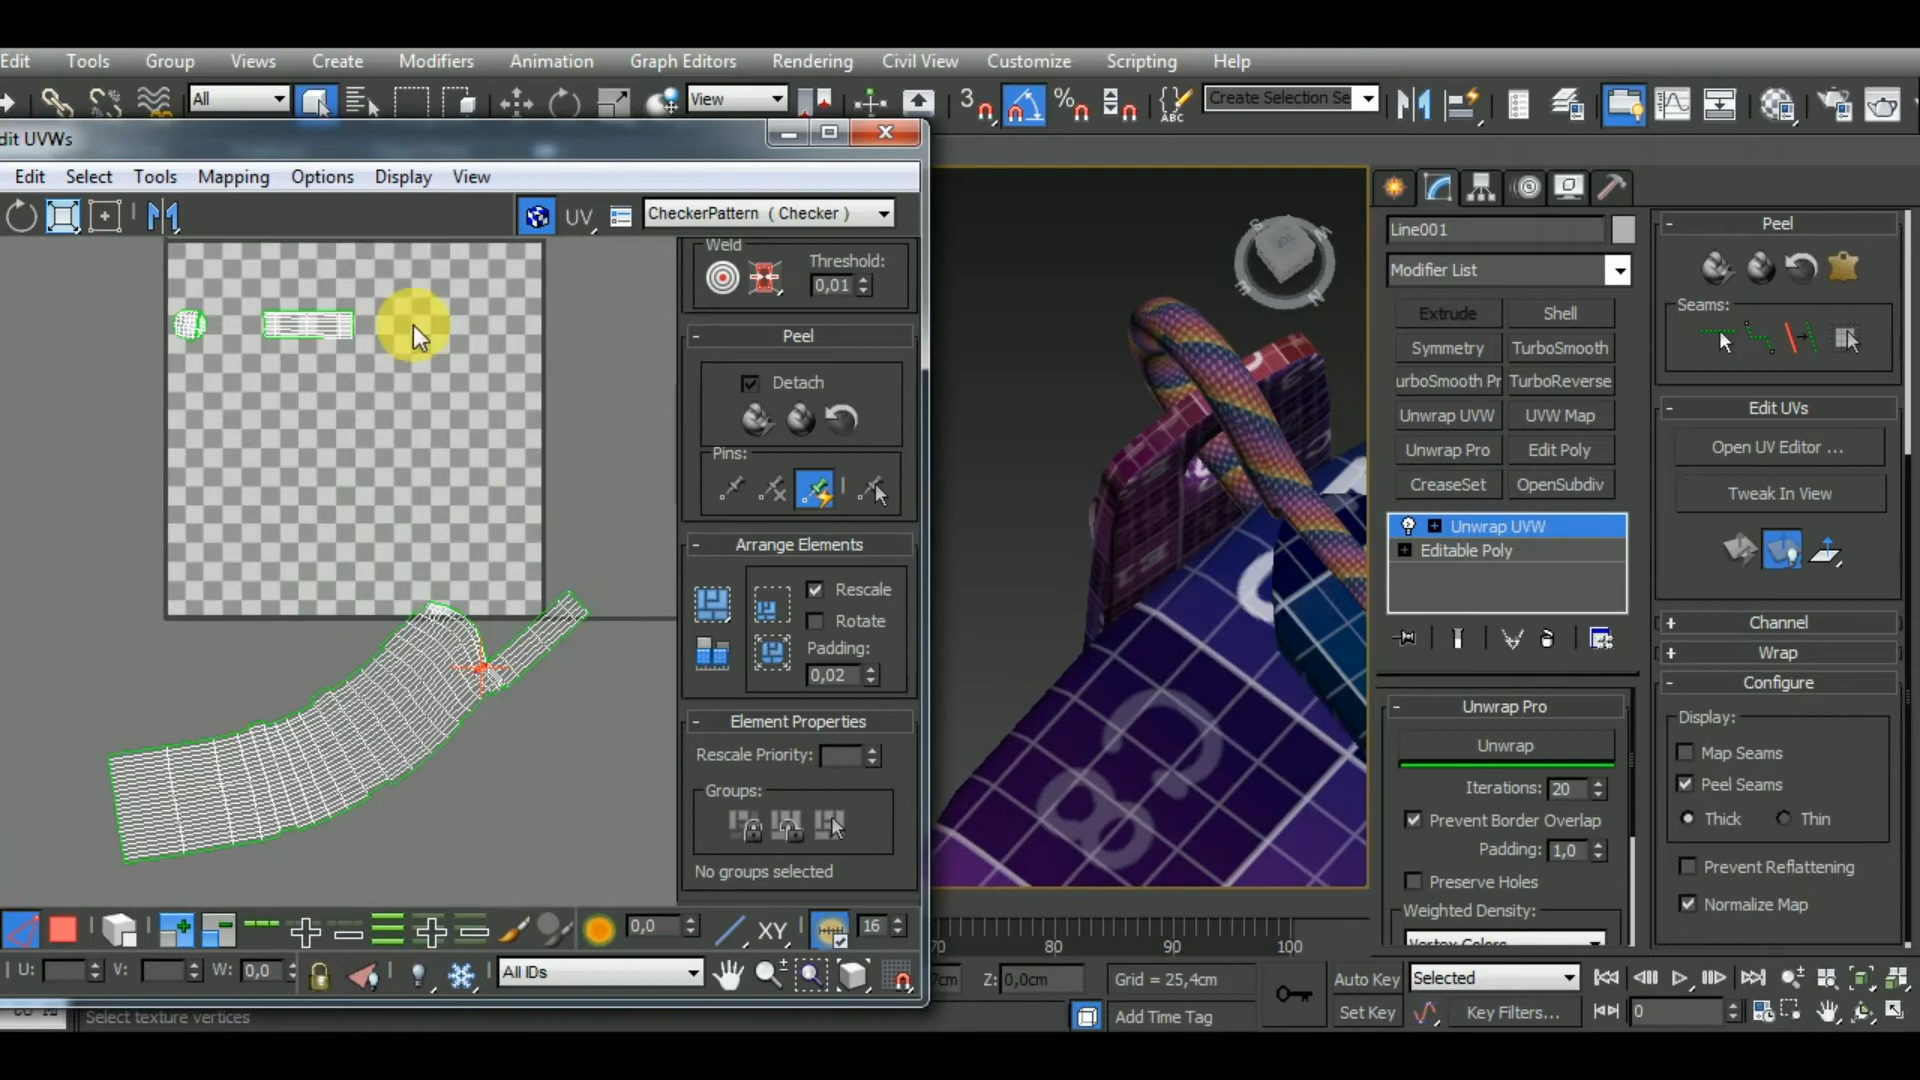 Edit Tools Group Views Create Modifiers Animation Graph Editors Rendering Civil View Customize Scripting Help
All View 3 % ABC Create Selection Se
dit UVWs
Edit Select Tools Mapping Options Display View
UV CheckerPattern ( Checker )
Weld
Threshold:
0,01
Peel
Detach
Pins:
Arrange Elements
Rescale
Rotate
Padding:
0,02
Element Properties
Rescale Priority:
Groups:
No groups selected
0,0 XY 16
U: V: W: 0,0 All IDs
Select texture vertices
C8
Line001
Modifier List
Extrude Shell
Symmetry TurboSmooth
urboSmooth Pr TurboReverse
Unwrap UVW UVW Map
Unwrap Pro Edit Poly
CreaseSet OpenSubdiv
Unwrap UVW
Editable Poly
Unwrap Pro
Unwrap
Iterations: 20
Prevent Border Overlap
Padding: 1,0
Preserve Holes
Weighted Density:
Vertex Colors
Peel
Seams:
Edit UVs
Open UV Editor ...
Tweak In View
Channel
Wrap
Configure
Display:
Map Seams
Peel Seams
Thick Thin
Prevent Reflattening
Normalize Map
70 80 90 100
7cm Z: 0,0cm Grid = 25,4cm Auto Key Selected
Add Time Tag Set Key Key Filters... 0